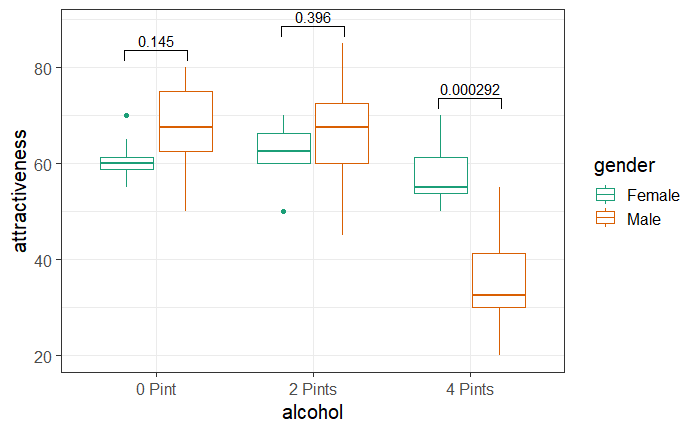 0.396
0.145
0.000292
80
60
40
20
attractiveness
0 Pint
2 Pints
4 Pints
alcohol
gender
Female
Male